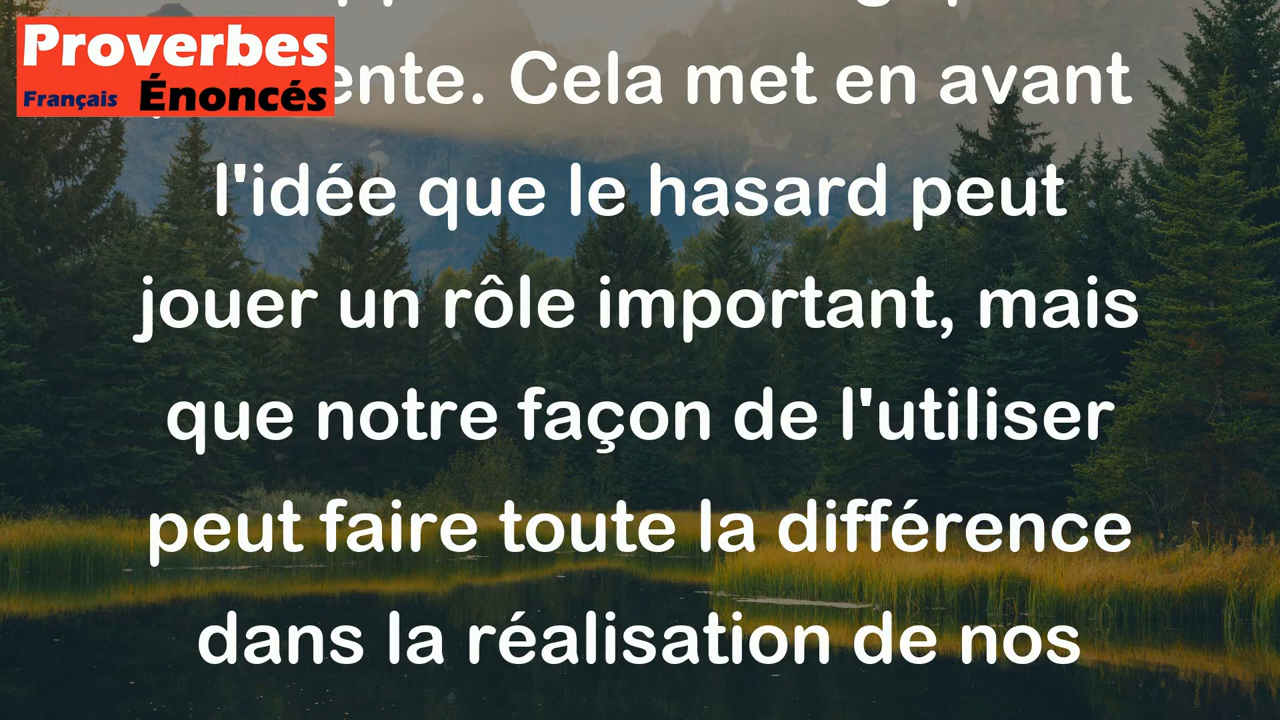 Proverbes
Français Énoncés
ente. Cela met en avant
l'idée que le hasard peut
jouer un rôle important, mais
que notre façon de l'utiliser
peut faire toute la différence
dans la réalisation de nos